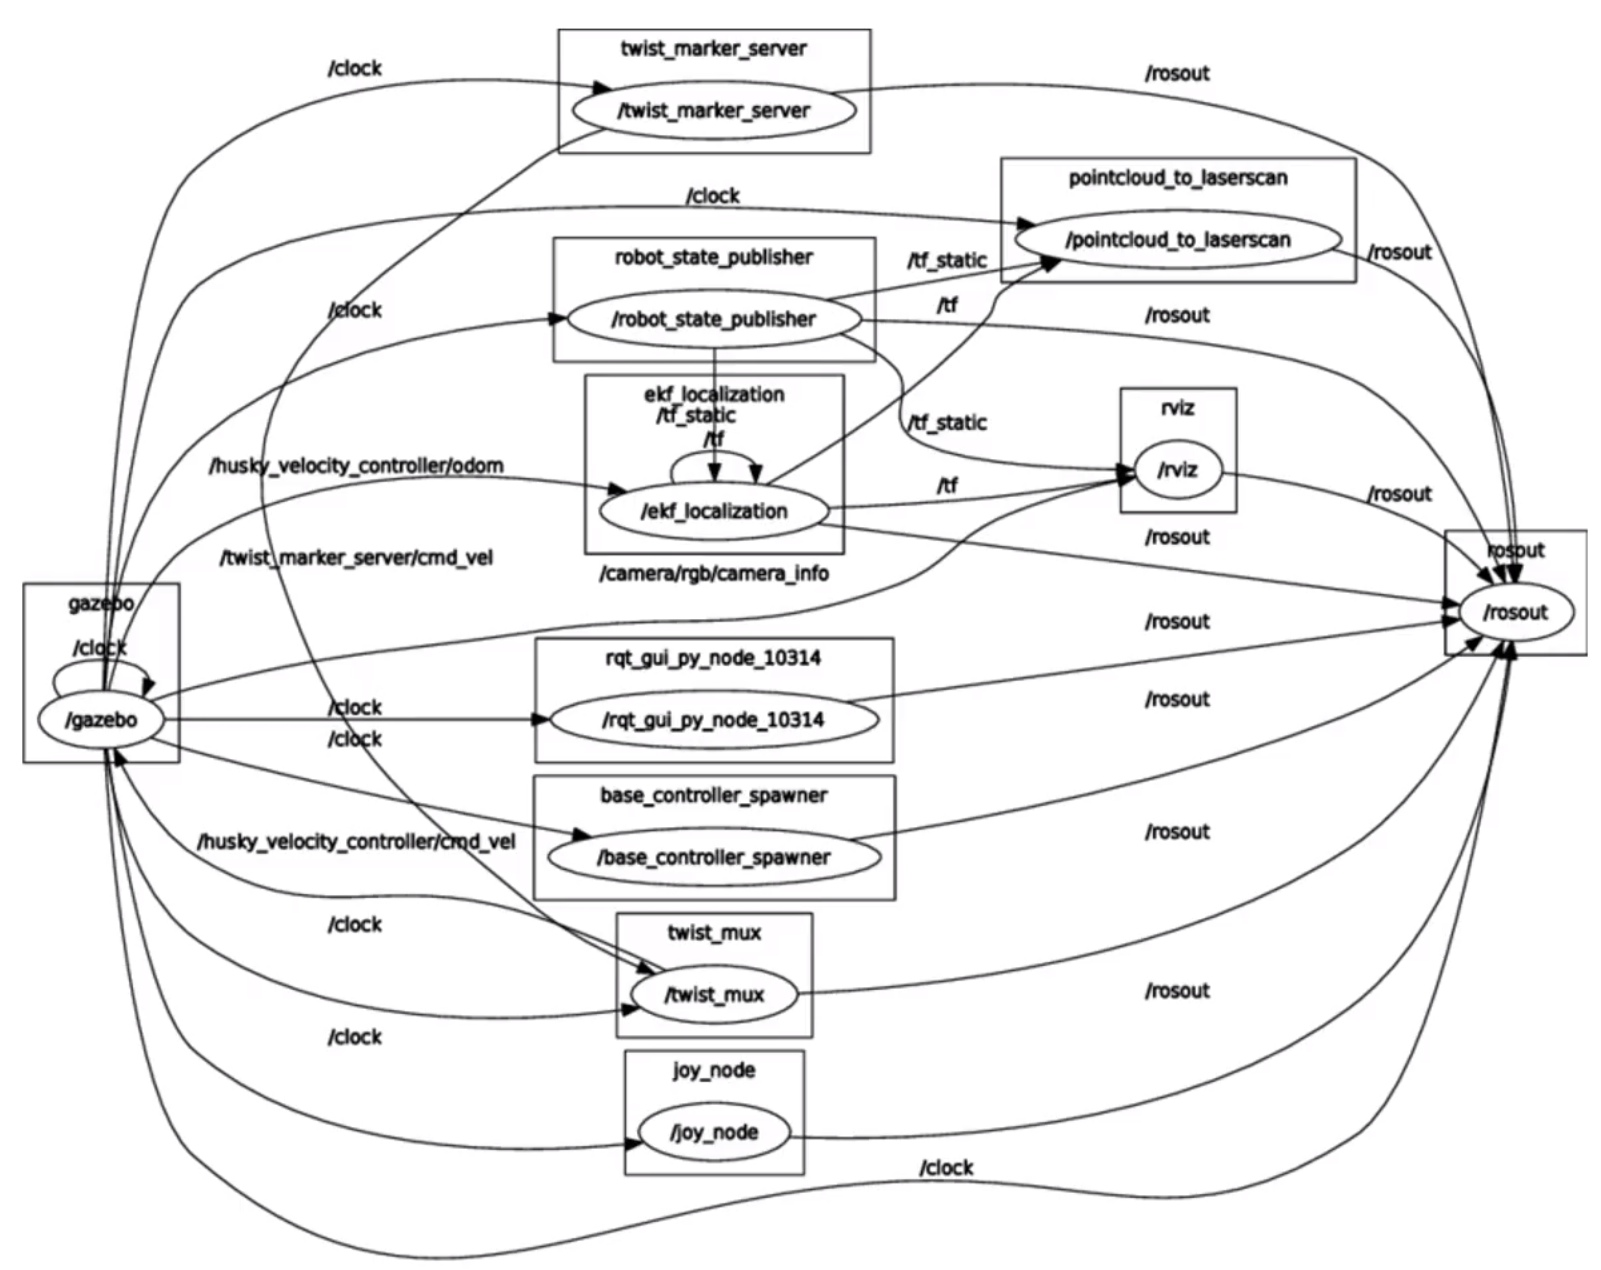 twist_marker_server
/clock
/rosout
/twist_marker_server
pointcloud_to_laserscan
/clock
/pointcloud_to_laserscan
/rosout
robot_state_publisher
/tf_static
/tf
/clock
/robot_state_publisher
/rosout
ekf_localization
/tf_static
/tf
rviz
/tf_static
/husky_velocity_controller/odom
/rviz
/tf
/rosout
/ekf_localization
/rosout
rosout
/twist_marker_server/cmd_vel
/camera/rgb/camera_info
gazebo
/rosout
/rosout
/clock
rqt_gui_py_node_10314
/rosout
/clock
/gazebo
/rqt_gui_py_node_10314
/clock
base_controller_spawner
/rosout
/husky_velocity_controller/cmd_vel
/base_controller_spawner
/clock
twist_mux
/twist_mux
/rosout
/clock
joy_node
/joy_node
/clock